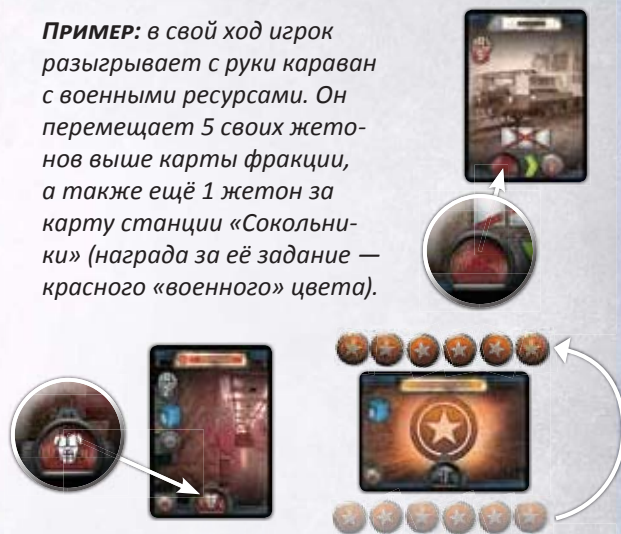 ПРИМЕР: в свой ход игрок
разыгрывает с руки караван
с военными ресурсами. Он
перемещает 5 своих жето-
нов выше карты фракции,
а также ещё 1 жетон за
карту станции «Сокольни-
ки» (награда за её задание —
красного «военного» цвета).